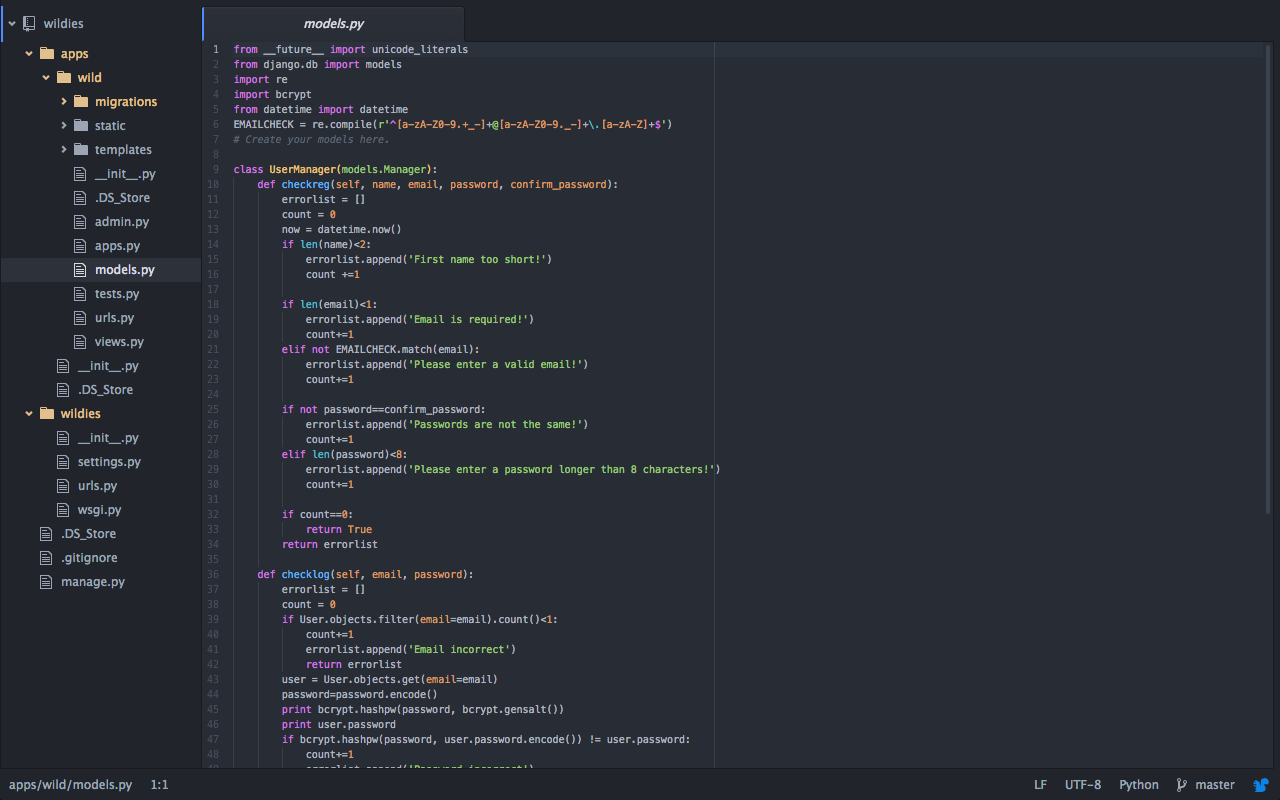 wildies
apps
wild
migrations
static
templates
__init__.py
.DS_Store
admin.py
apps.py
models.py
tests.py
urls.py
views.py
__init__.py
.DS_Store
wildies
__init__.py
settings.py
urls.py
wsgi.py
.DS_Store
.gitignore
manage.py
models.py
1 from __future__ import unicode_literals
2 from django.db import models
3 import re
4 import bcrypt
5 from datetime import datetime
6 EMAILCHECK = re.compile(r'^[a-zA-Z0-9.+_-]+@[a-zA-Z0-9._-]+\.[a-zA-Z]+$')
7 # Create your models here.
8
9 class UserManager(models.Manager):
10 def checkreg(self, name, email, password, confirm_password):
11 errorlist = []
12 count = 0
13 now = datetime.now()
14 if len(name)<2:
15 errorlist.append('First name too short!')
16 count +=1
17
18 if len(email)<1:
19 errorlist.append('Email is required!')
20 count+=1
21 elif not EMAILCHECK.match(email):
22 errorlist.append('Please enter a valid email!')
23 count+=1
24
25 if not password==confirm_password:
26 errorlist.append('Passwords are not the same!')
27 count+=1
28 elif len(password)<8:
29 errorlist.append('Please enter a password longer than 8 characters!')
30 count+=1
31
32 if count==0:
33 return True
34 return errorlist
35
36 def checklog(self, email, password):
37 errorlist = []
38 count = 0
39 if User.objects.filter(email=email).count()<1:
40 count+=1
41 errorlist.append('Email incorrect')
42 return errorlist
43 user = User.objects.get(email=email)
44 password=password.encode()
45 print bcrypt.hashpw(password, bcrypt.gensalt())
46 print user.password
47 if bcrypt.hashpw(password, user.password.encode()) != user.password:
48 count+=1
apps/wild/models.py 1:1 LF UTF-8 Python master